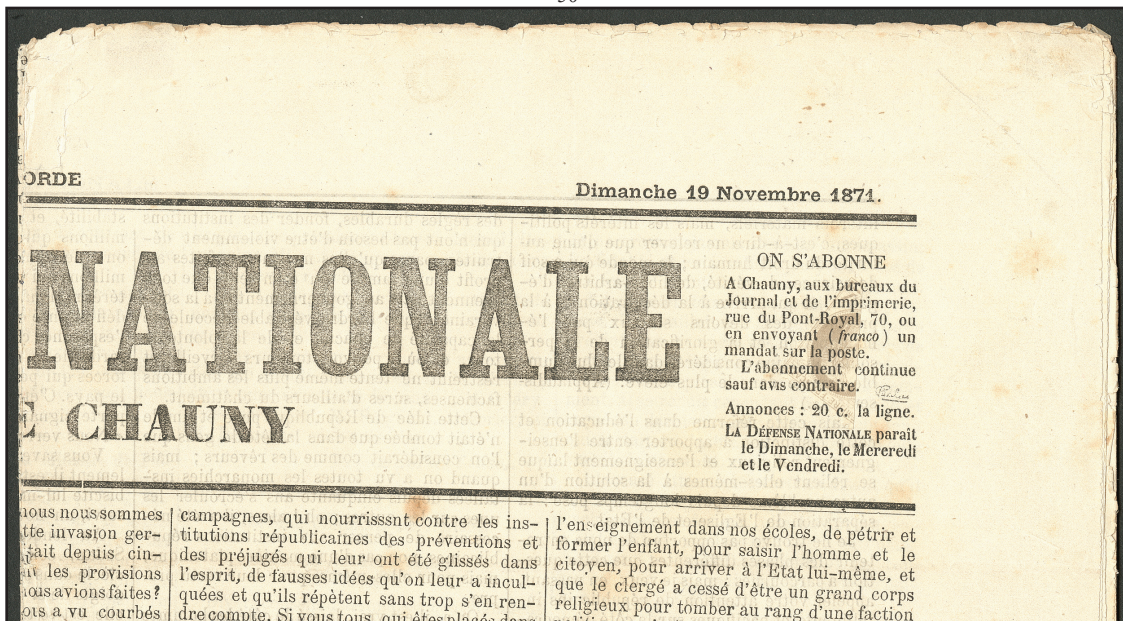 ORDE
Dimanche 19 Novembre 1871.
NATIONALE
CHAUNY
ON S'ABONNE
A Chauny, aux bureaux du
Journal et de l'imprimerie,
rue du Pont-Royal, 70, ou
en envoyant (franco) un
mandat sur la poste.
L'abonnement continue
sauf avis contraire.
Annonces : 20 c. la ligne.
LA DÉFENSE NATIONALE paraît
le Dimanche, le Mercredi
et le Vendredi.
nous nous sommes
tte invasion ger-
tait depuis cin-
les provisions
nous avions faites?
a vu courbés
campagnes, qui nourrisssnt contre les ins-
titutions républicaines des préventions et
des préjugés qui leur ont été glissés dans
l'esprit, de fausses idées qu'on leur a incul-
quées et qu'ils répètent sans trop s'en ren-
dre compte. Si vous tous, qui êtes placés dans
l'enseignement dans nos écoles, de pétrir et
former l'enfant, pour saisir l'homme et le
citoyen, pour arriver à l'Etat lui-même, et
que le clergé a cessé d'être un grand corps
religieux pour tomber au rang d'une faction